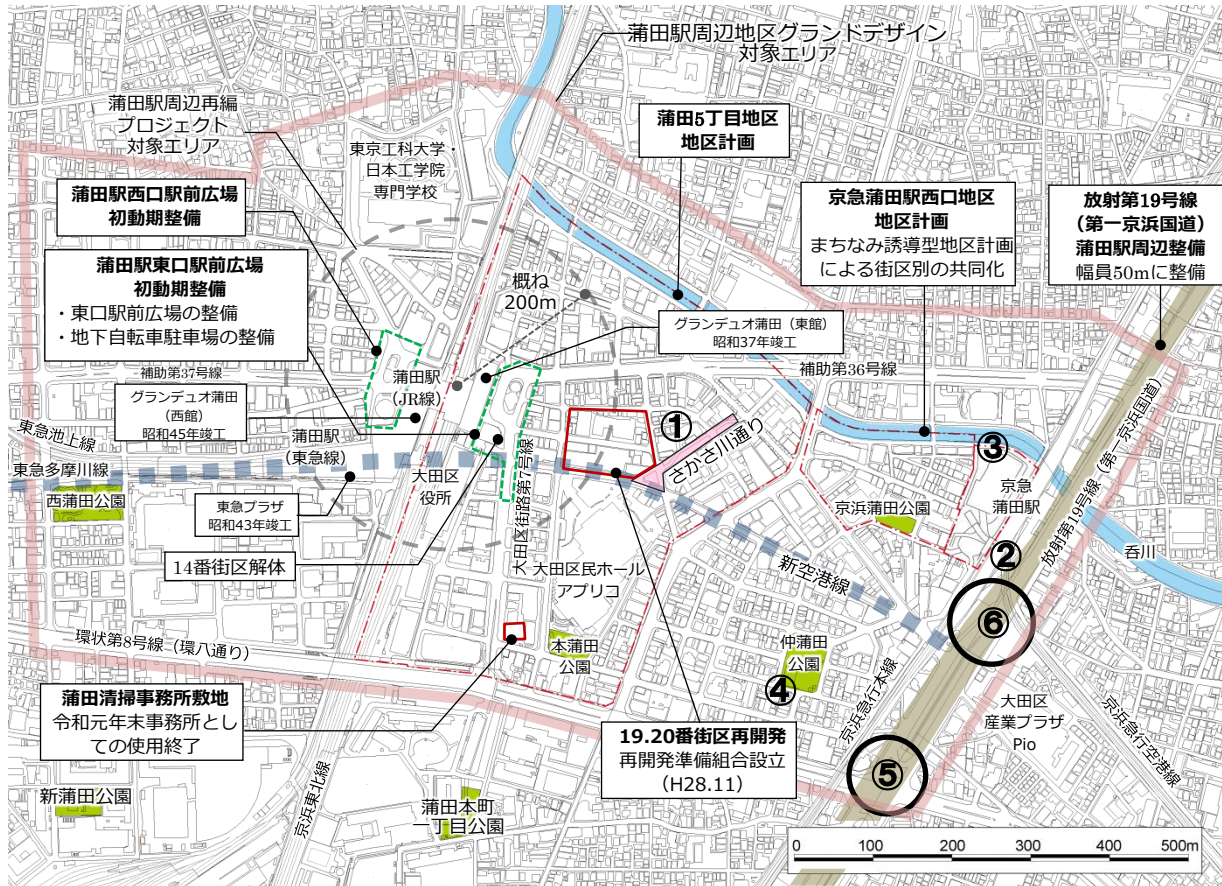 蒲田駅周辺地区グランドデザイン
対象エリア
蒲田駅周辺再編
プロジェクト
対象エリア
東京工科大学・
日本工学院
専門学校
蒲田5丁目地区
地区計画
蒲田駅西口駅前広場
初動期整備
京急蒲田駅西口地区
地区計画
まちなみ誘導型地区計画
による街区別の共同化
放射第19号線
（第一京浜国道）
蒲田駅周辺整備
幅員50mに整備
蒲田駅東口駅前広場
初動期整備
・東口駅前広場の整備
・地下自転車駐車場の整備
概ね
200m
グランデュオ蒲田（東館）
昭和37年竣工
補助第37号線
補助第36号線
蒲田駅
（JR線）
グランデュオ蒲田
（西館）
昭和45年竣工
東急池上線
蒲田駅
（東急線）
①
さかさ川通り
③
東急多摩川線
西蒲田公園
大田区
役所
大田区街路第7号線
京浜蒲田公園
京急
蒲田駅
放射第19号線（第一京浜国道）
東急プラザ
昭和43年竣工
②
呑川
14番街区解体
大田区民ホール
アプリコ
新空港線
⑥
環状第8号線（環八通り）
本蒲田
公園
仲蒲田
公園
④
京浜急行本線
蒲田清掃事務所敷地
令和元年末事務所とし
ての使用終了
大田区
産業プラザ
Pio
京浜急行空港線
19.20番街区再開発
再開発準備組合設立
（H28.11）
⑤
新蒲田公園
京浜東北線
蒲田本町
一丁目公園
0 100 200 300 400 500m